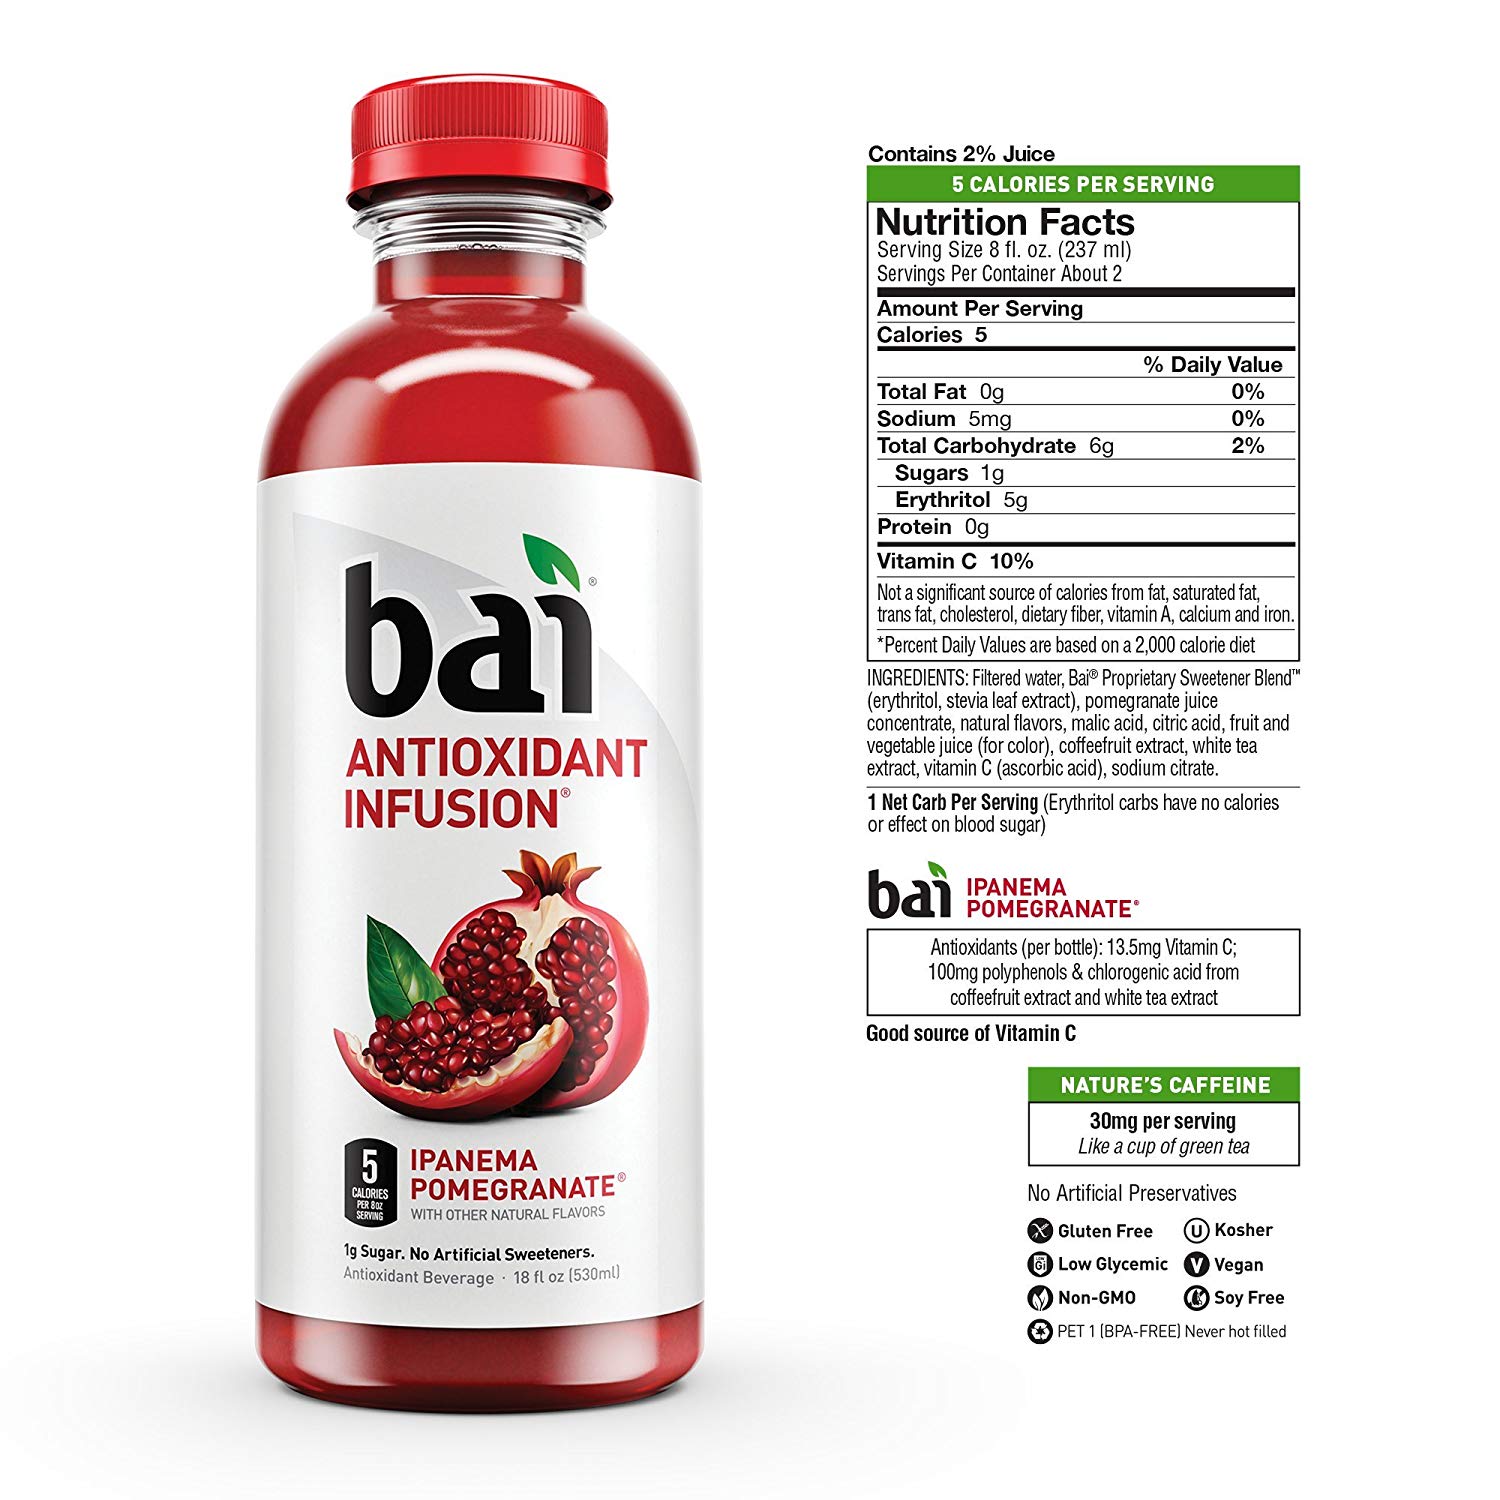 bai®
ANTIOXIDANT
INFUSION®
5
CALORIES
PER 8oz
SERVING
IPANEMA
POMEGRANATE®
WITH OTHER NATURAL FLAVORS
1g Sugar. No Artificial Sweeteners.
Antioxidant Beverage · 18 fl oz (530ml)
Contains 2% Juice
5 CALORIES PER SERVING
Nutrition Facts
Serving Size 8 fl. oz. (237 ml)
Servings Per Container About 2
Amount Per Serving
Calories 5
% Daily Value
Total Fat 0g 0%
Sodium 5mg 0%
Total Carbohydrate 6g 2%
Sugars 1g
Erythritol 5g
Protein 0g
Vitamin C 10%
Not a significant source of calories from fat, saturated fat,
trans fat, cholesterol, dietary fiber, vitamin A, calcium and iron.
*Percent Daily Values are based on a 2,000 calorie diet
INGREDIENTS: Filtered water, Bai® Proprietary Sweetener Blend™
(erythritol, stevia leaf extract), pomegranate juice
concentrate, natural flavors, malic acid, citric acid, fruit and
vegetable juice (for color), coffeefruit extract, white tea
extract, vitamin C (ascorbic acid), sodium citrate.
1 Net Carb Per Serving (Erythritol carbs have no calories
or effect on blood sugar)
bai IPANEMA
POMEGRANATE®
Antioxidants (per bottle): 13.5mg Vitamin C;
100mg polyphenols & chlorogenic acid from
coffeefruit extract and white tea extract
Good source of Vitamin C
NATURE'S CAFFEINE
30mg per serving
Like a cup of green tea
No Artificial Preservatives
Gluten Free U Kosher
LOW Gi Low Glycemic V Vegan
Non-GMO Soy Free
PET 1 (BPA-FREE) Never hot filled